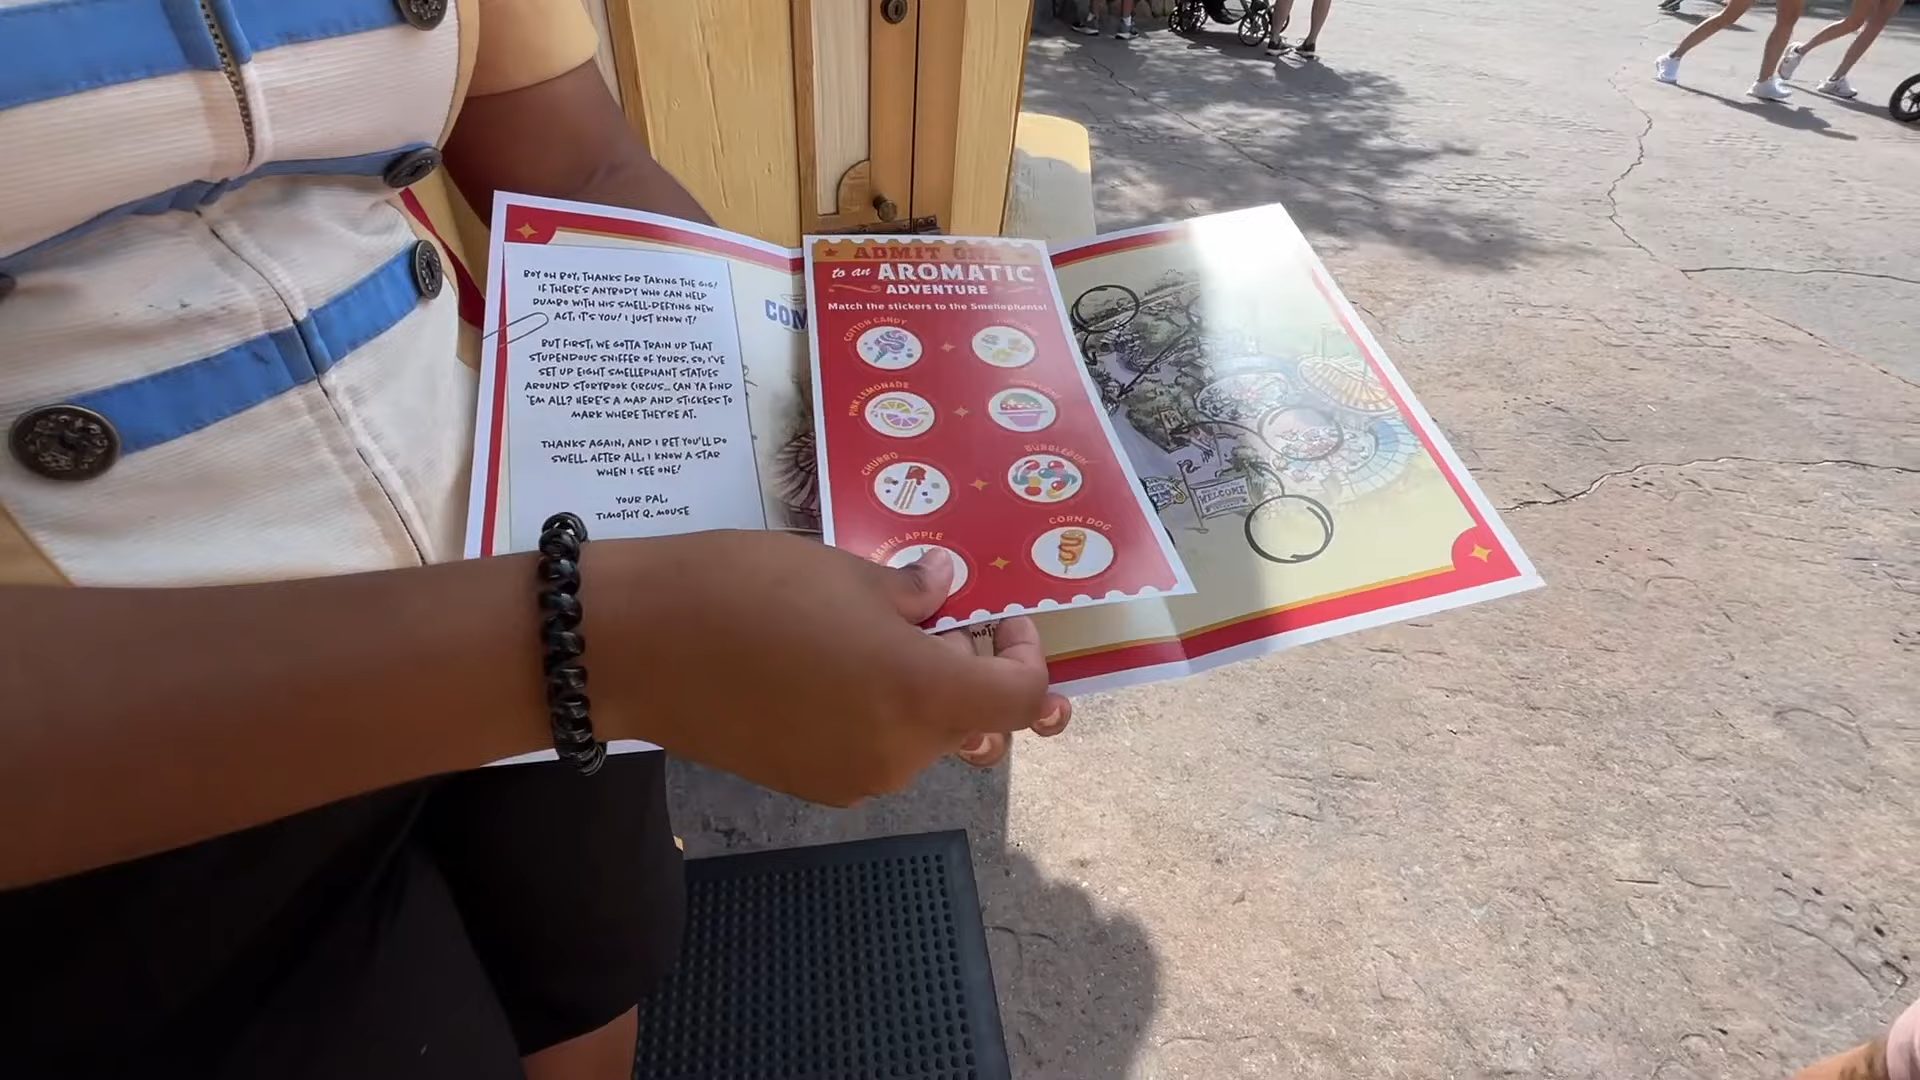 BOY OH BOY, THANKS FOR TAKING THE GIG!
IF THERE'S ANYBODY WHO CAN HELP
DUMBO WITH HIS SMELL-DEFYING NEW
ACT, IT'S YOU! I JUST KNOW IT!
BUT FIRST, WE GOTTA TRAIN UP THAT
STUPENDOUS SNIFFER OF YOURS. SO, I'VE
SET UP EIGHT SMELLEPHANT STATUES
AROUND STORYBOOK CIRCUS... CAN YA FIND
'EM ALL? HERE'S A MAP AND STICKERS TO
MARK WHERE THEY'RE AT.
THANKS AGAIN, AND I BET YOU'LL DO
SWELL. AFTER ALL, I KNOW A STAR
WHEN I SEE ONE!
YOUR PAL,
TIMOTHY Q. MOUSE
COM
ADMIT ONE
to an AROMATIC
ADVENTURE
Match the stickers to the Smellephants!
COTTON CANDY
PINK LEMONADE
CHURRO
BUBBLEGUM
RAMEL APPLE
CORN DOG
WELCOME